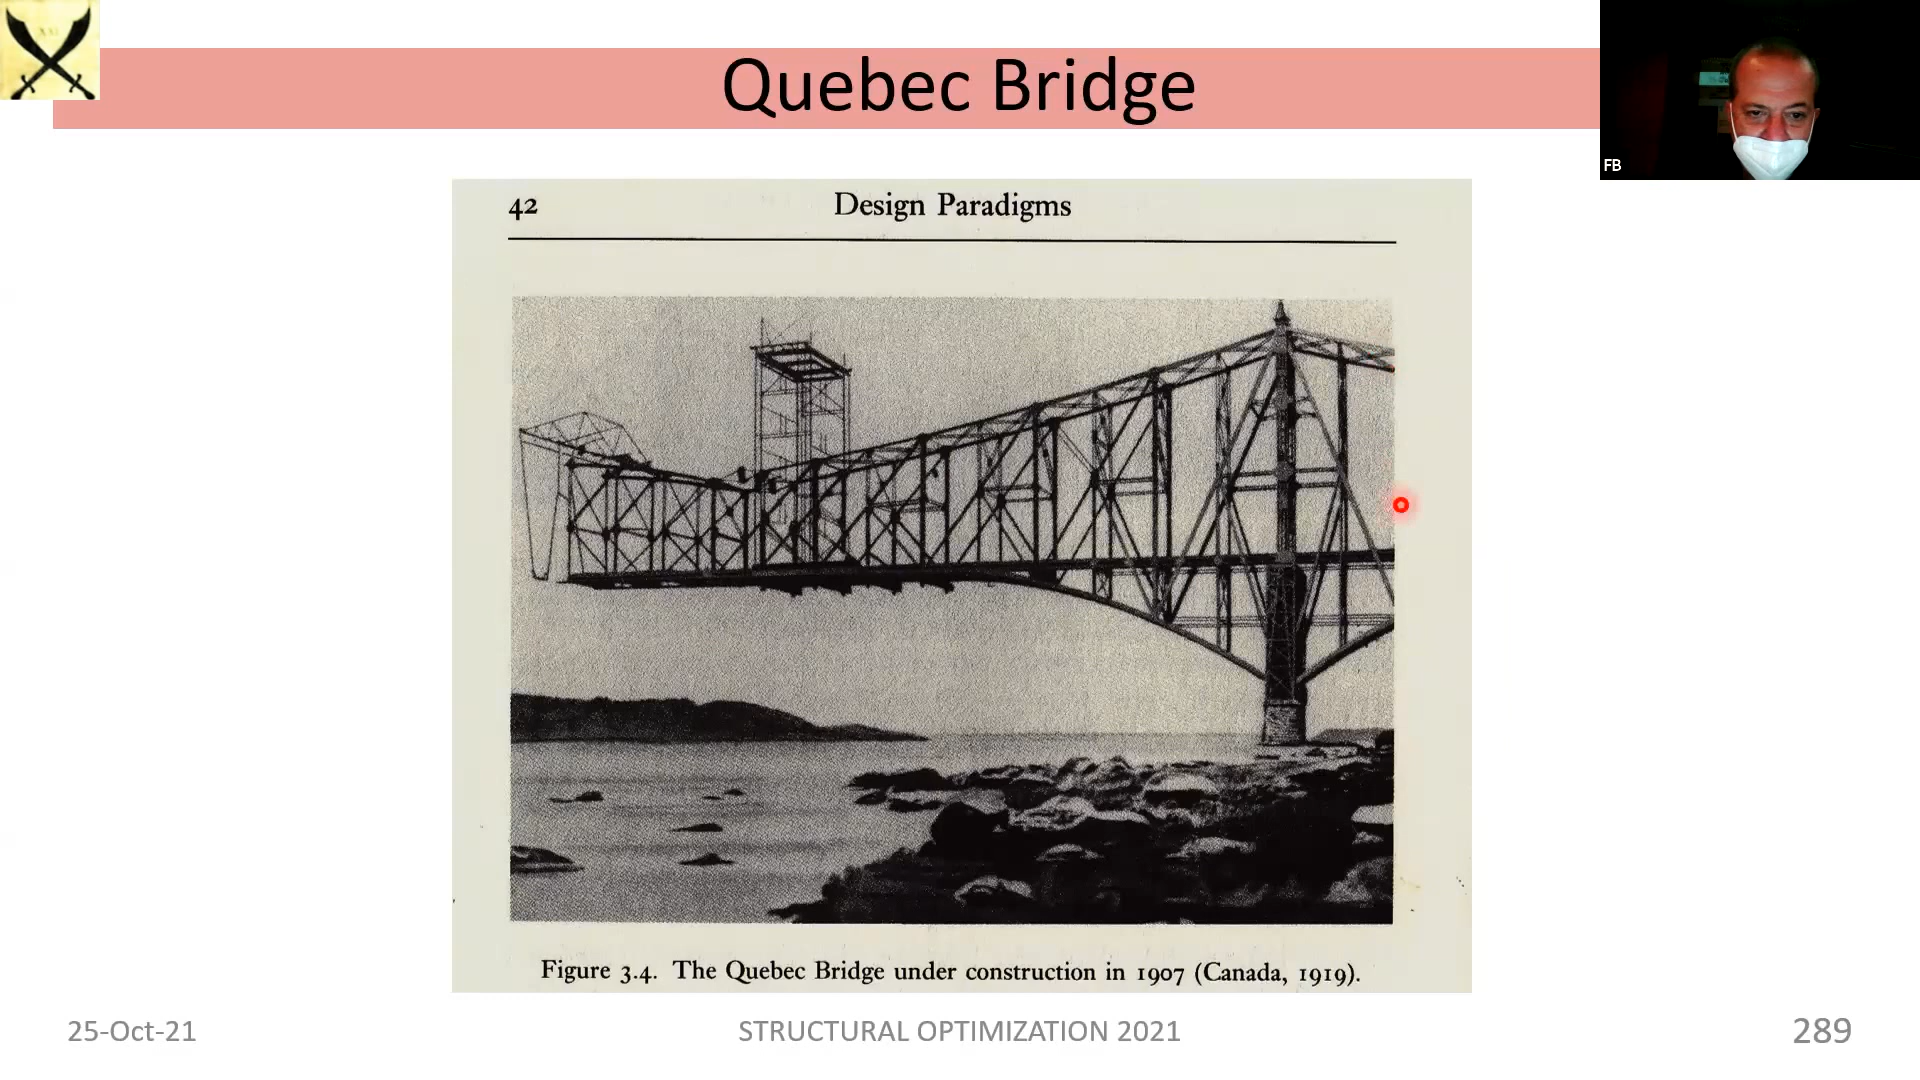 Quebec Bridge
FB
42 Design Paradigms
Figure 3.4. The Quebec Bridge under construction in 1907 (Canada, 1919).
25-Oct-21 STRUCTURAL OPTIMIZATION 2021 289